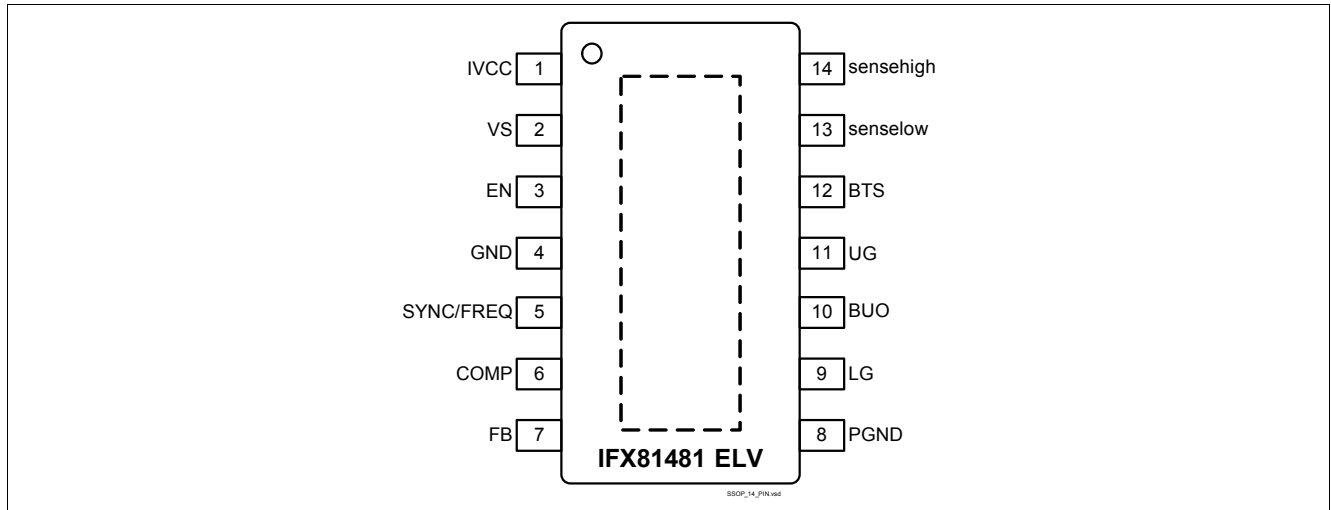 IVCC 1 14 sensehigh
VS 2 13 senselow
EN 3 12 BTS
GND 4 11 UG
SYNC/FREQ 5 10 BUO
COMP 6 9 LG
FB 7 8 PGND
IFX81481 ELV
SSOP_14_PIN.vsd